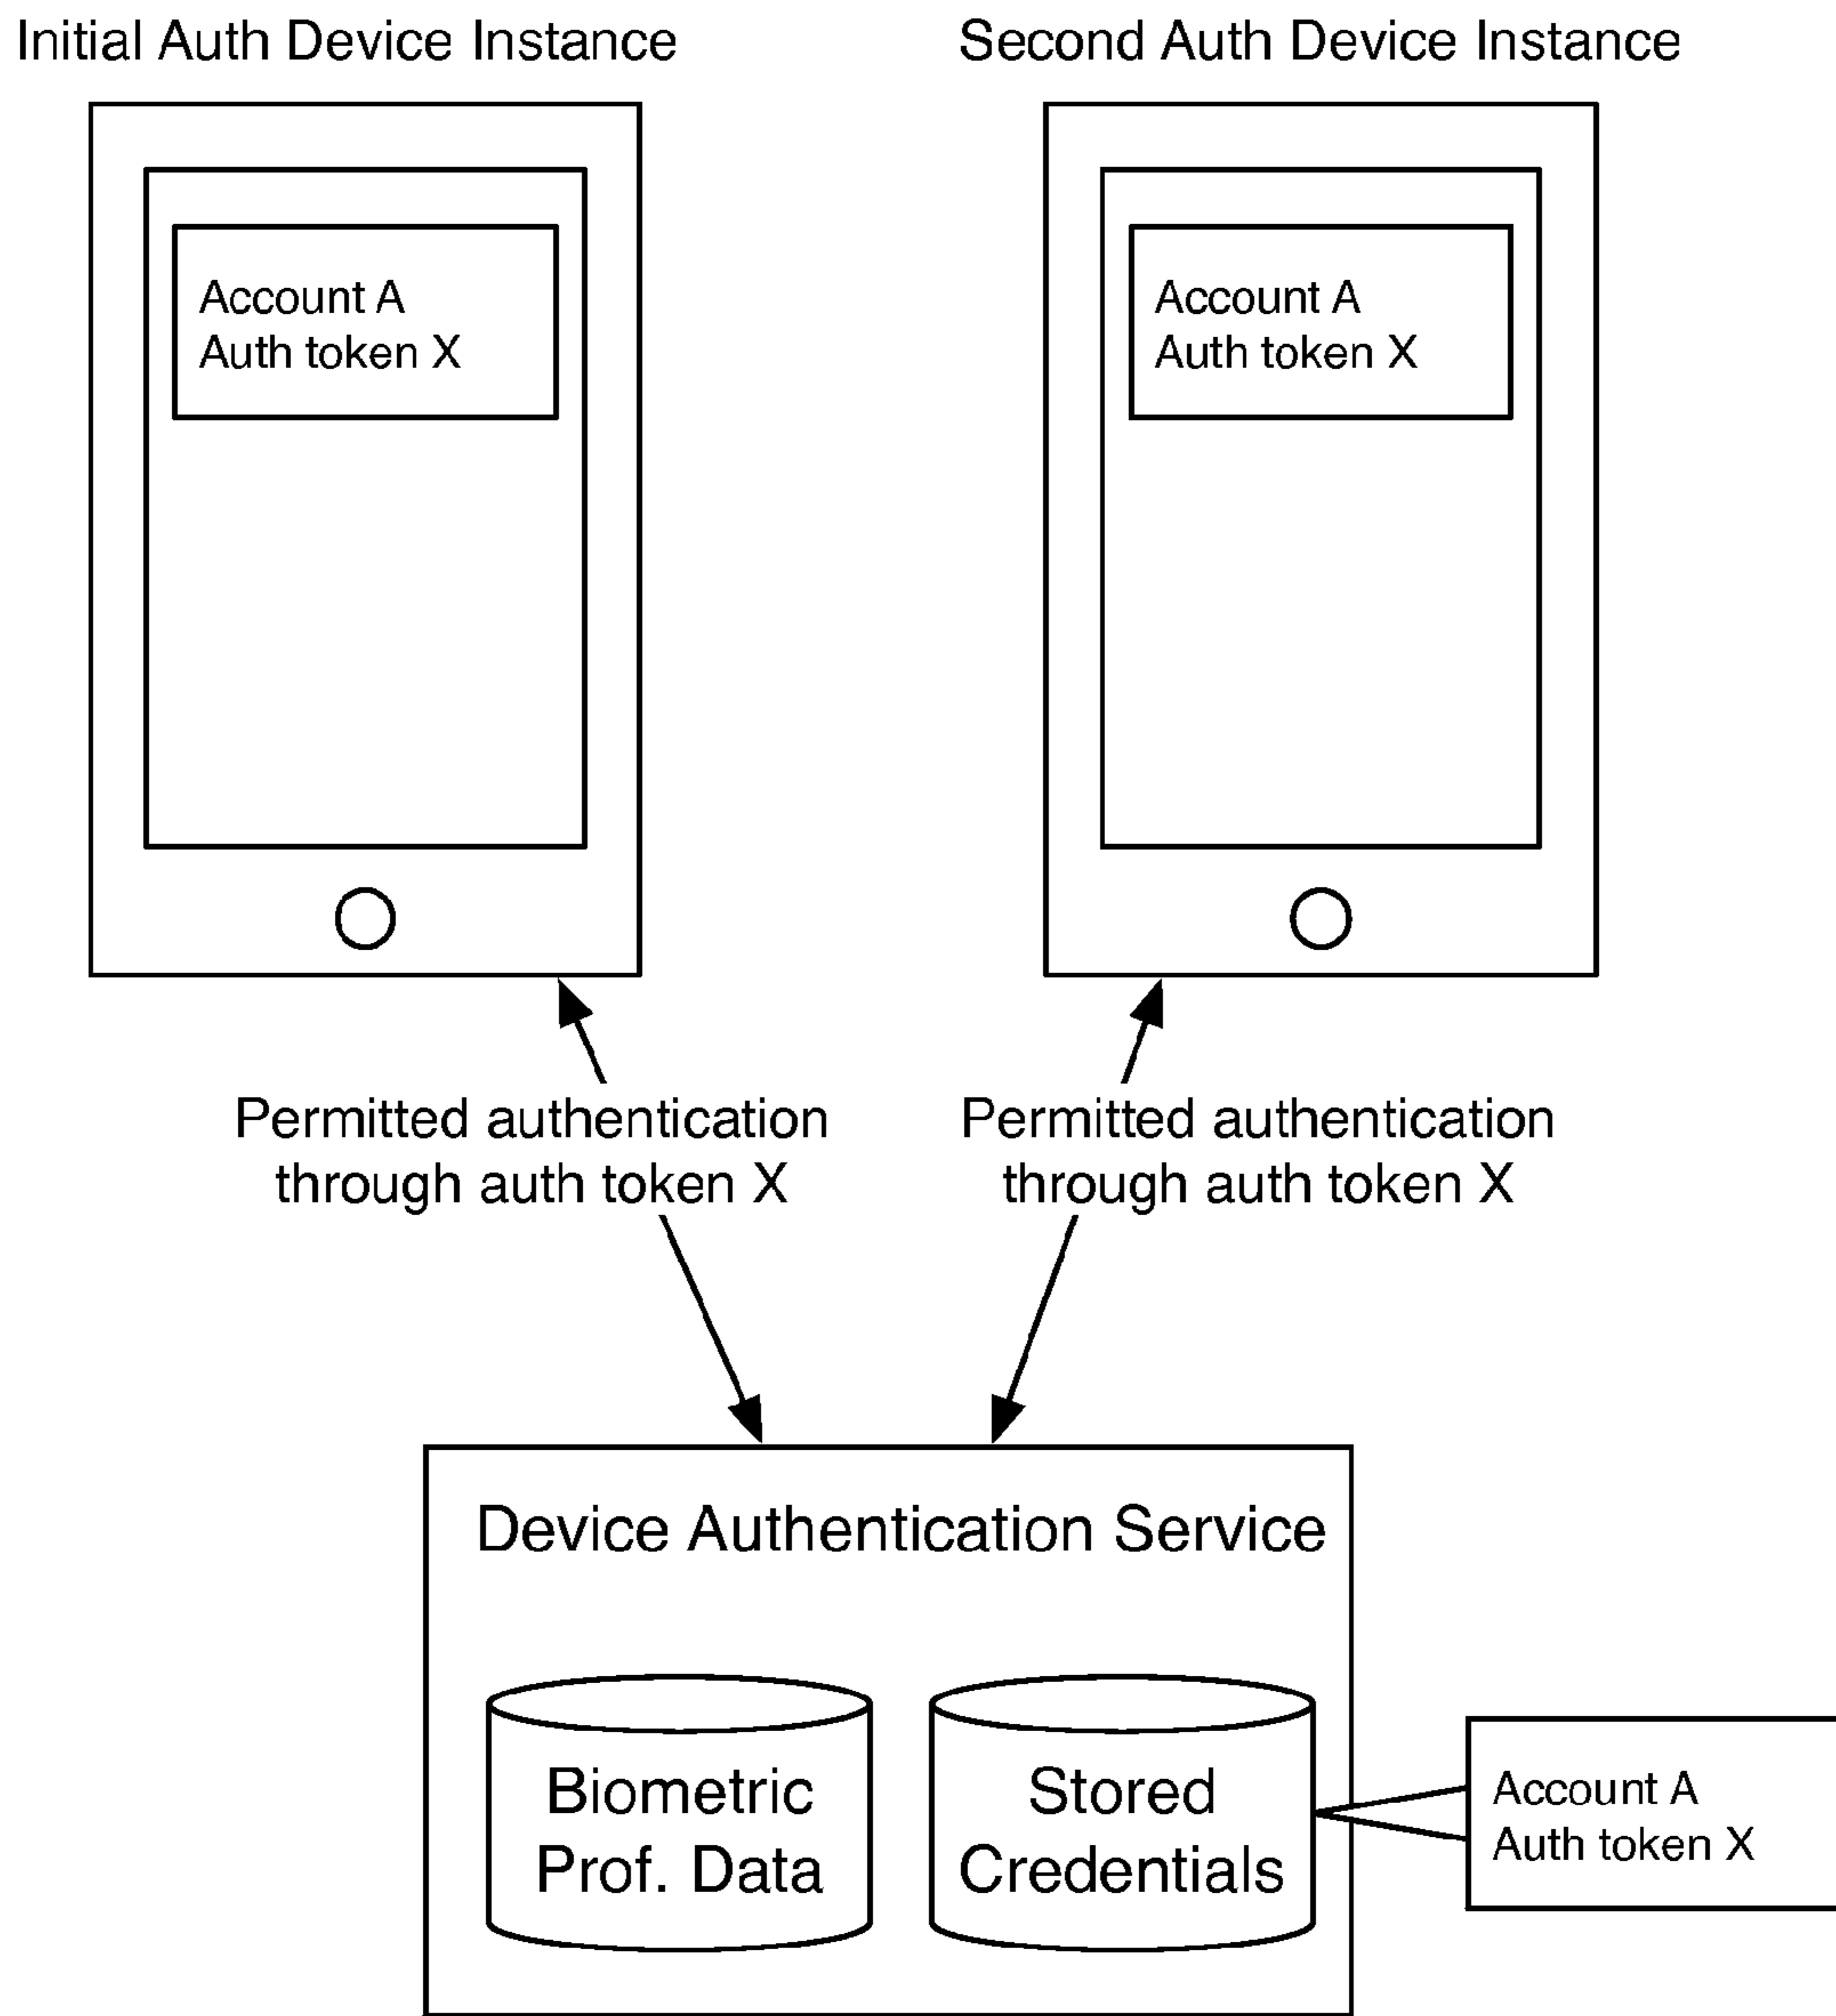 Initial Auth Device Instance
Second Auth Device Instance
Account A
Auth token X
Account A
Auth token X
Permitted authentication
through auth token X
Permitted authentication
through auth token X
Device Authentication Service
Biometric
Prof. Data
Stored
Credentials
Account A
Auth token X